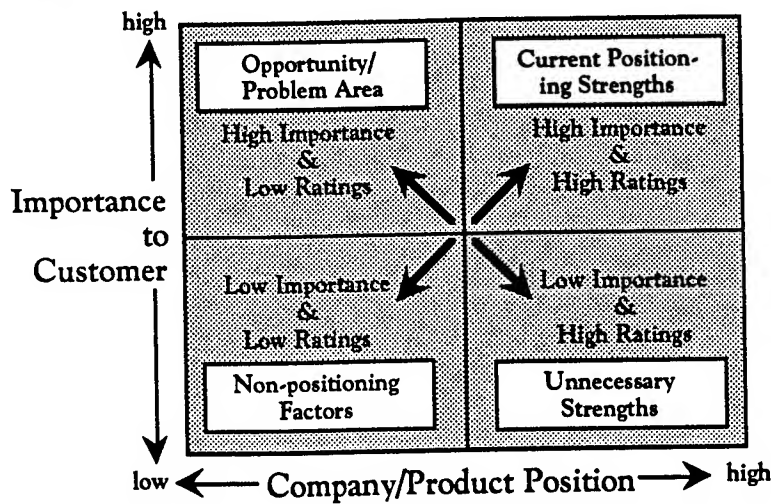 high
Opportunity/
Problem Area
High Importance
&
Low Ratings
Current Position-
ing Strengths
High Importance
&
High Ratings
Importance
to
Customer
Low Importance
&
Low Ratings
Non-positioning
Factors
Low Importance
&
High Ratings
Unnecessary
Strengths
low
Company/Product Position
high